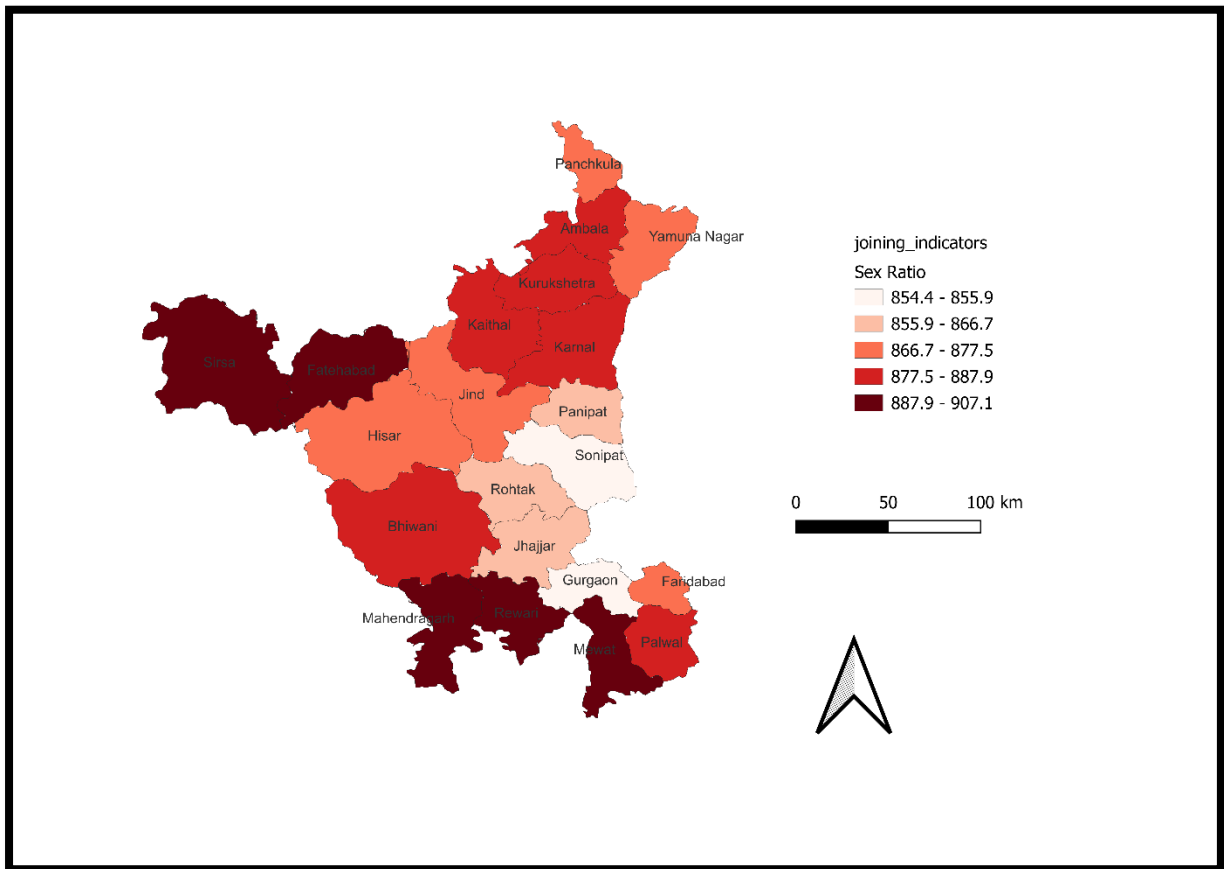 Panchkula
Ambala
Yamuna Nagar
Kurukshetra
Kaithal
Karnal
Sirsa
Fatehabad
Jind
Panipat
Hisar
Sonipat
Rohtak
Bhiwani
Jhajjar
Gurgaon
Faridabad
Mahendragarh
Rewari
Mewat
Palwal
joining_indicators
Sex Ratio
854.4 - 855.9
855.9 - 866.7
866.7 - 877.5
877.5 - 887.9
887.9 - 907.1
0 50 100 km